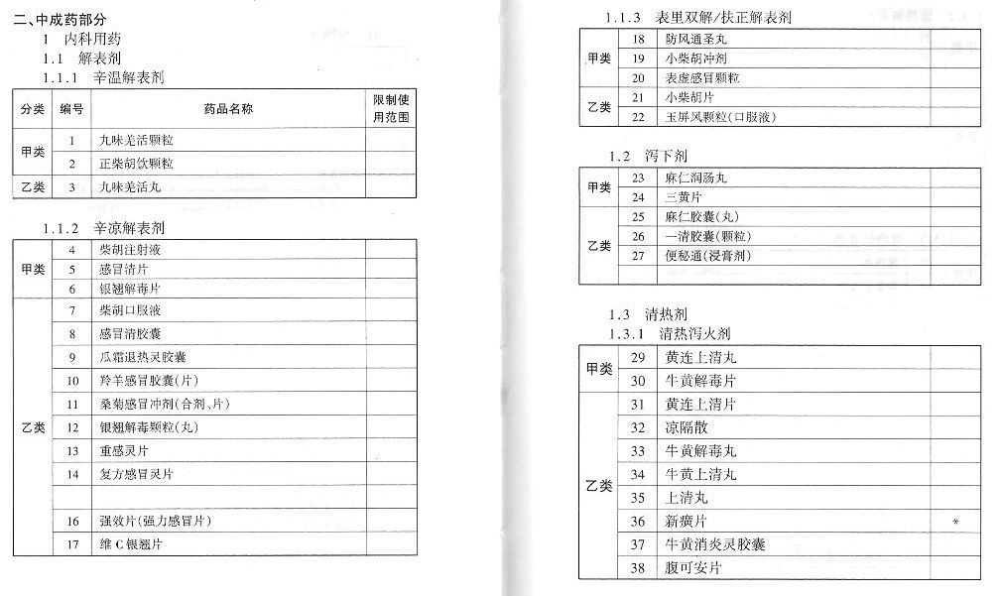 二、中成药部分
1 内科用药
1.1 解表剂
1.1.1 辛温解表剂
分类 编号 药品名称 限制使用范围
甲类 1 九味羌活颗粒
2 正柴胡饮颗粒
乙类 3 九味羌活丸
1.1.2 辛凉解表剂
甲类 4 柴胡注射液
5 感冒清片
6 银翘解毒片
乙类 7 柴胡口服液
8 感冒清胶囊
9 瓜霜退热灵胶囊
10 羚羊感冒胶囊(片)
11 桑菊感冒冲剂(合剂、片)
12 银翘解毒颗粒(丸)
13 重感灵片
14 复方感冒灵片
16 强效片(强力感冒片)
17 维C银翘片
1.1.3 表里双解/扶正解表剂
甲类 18 防风通圣丸
19 小柴胡冲剂
20 表虚感冒颗粒
乙类 21 小柴胡片
22 玉屏风颗粒(口服液)
1.2 泻下剂
甲类 23 麻仁润肠丸
24 三黄片
乙类 25 麻仁胶囊(丸)
26 一清胶囊(颗粒)
27 便秘通(浸膏剂)
1.3 清热剂
1.3.1 清热泻火剂
甲类 29 黄连上清丸
30 牛黄解毒片
乙类 31 黄连上清片
32 凉隔散
33 牛黄解毒丸
34 牛黄上清丸
35 上清丸
36 新癀片 *
37 牛黄消炎灵胶囊
38 腹可安片